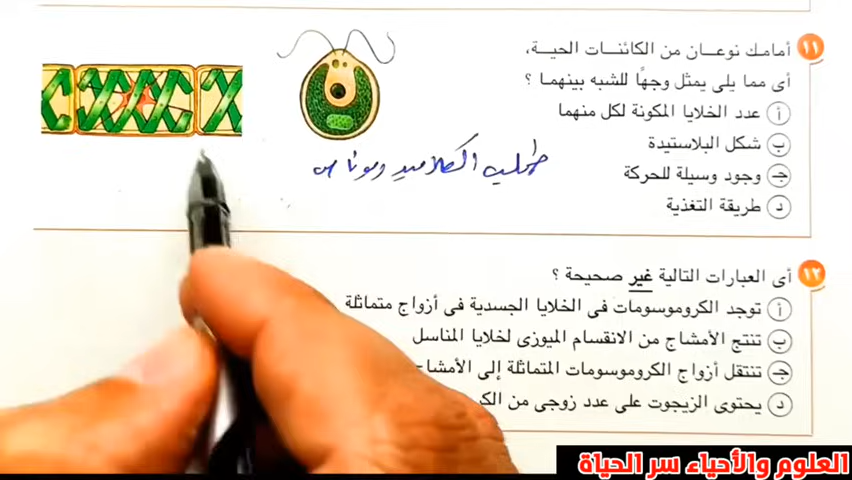 ١١ أمامك نوعان من الكائنات الحية،
أى مما يلى يمثل وجهًا للشبه بينهما ؟
أ عدد الخلايا المكونة لكل منهما
ب شكل البلاستيدة
ج وجود وسيلة للحركة
د طريقة التغذية
طحلب الكلاميدوموناس
١٢ أى العبارات التالية غير صحيحة ؟
أ توجد الكروموسومات فى الخلايا الجسدية فى أزواج متماثلة
ب تنتج الأمشاج من الانقسام الميوزى لخلايا المناسل
ج تنتقل أزواج الكروموسومات المتماثلة إلى الأمشاج
د يحتوى الزيجوت على عدد زوجى من
العلوم والأحياء سر الحياة